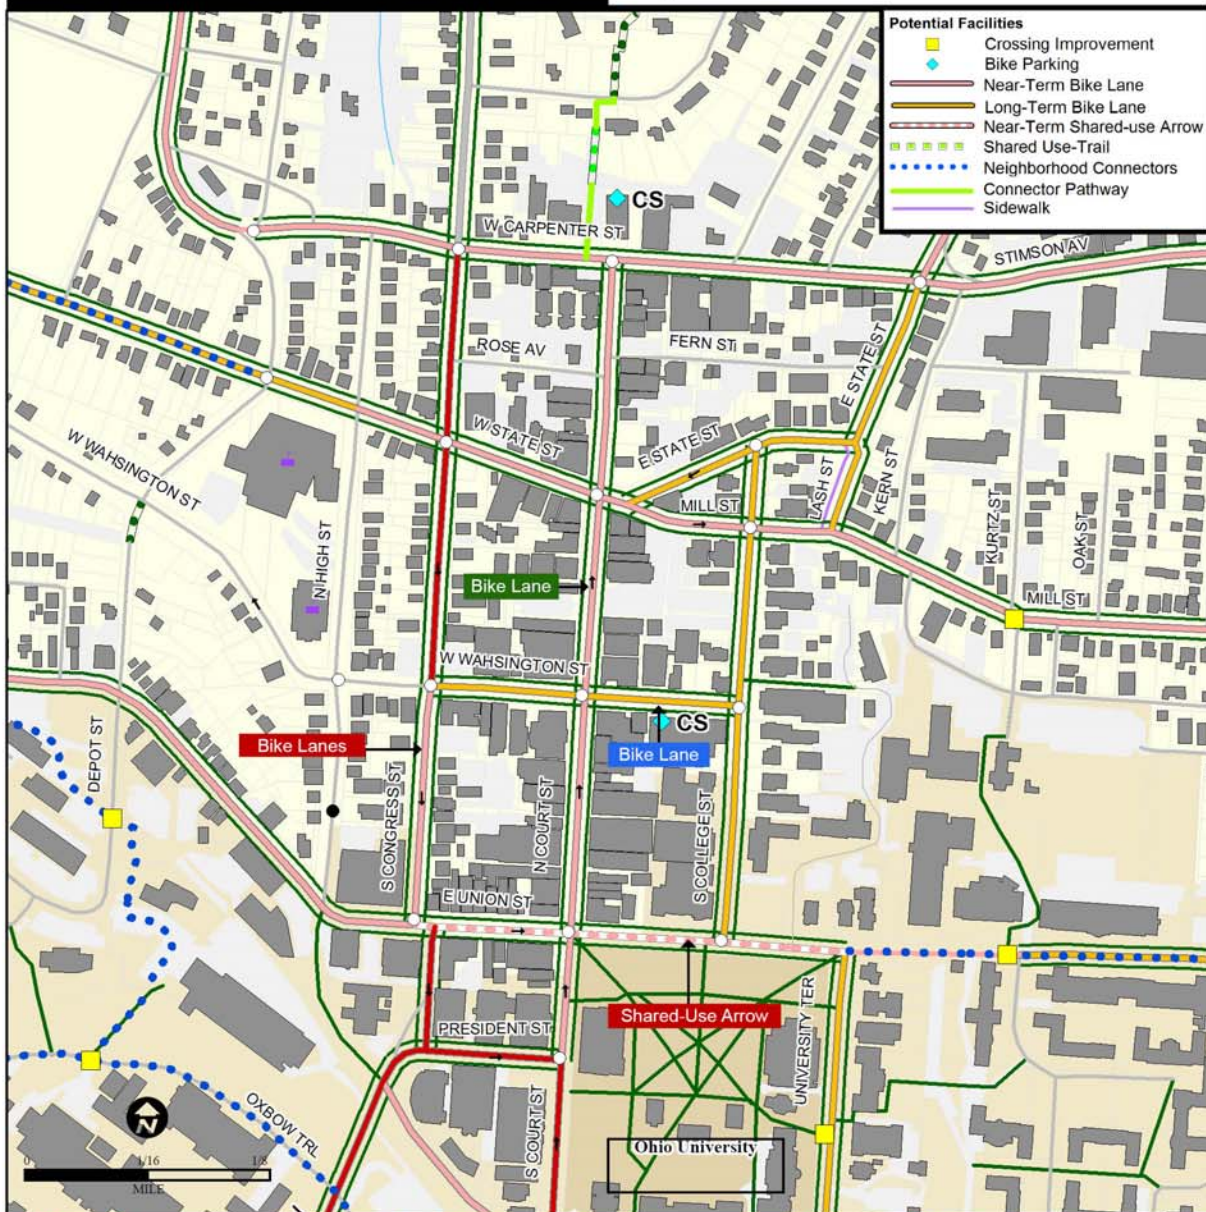 Potential Facilities
Crossing Improvement
Bike Parking
Near-Term Bike Lane
Long-Term Bike Lane
Near-Term Shared-use Arrow
Shared Use-Trail
Neighborhood Connectors
Connector Pathway
Sidewalk
CS
W CARPENTER ST
STIMSON AV
ROSE AV
FERN ST
E STATE ST
W STATE ST
E STATE ST
W WAHSINGTON ST
LASH ST
KERN ST
MILL ST
KURTZ ST
OAK ST
N HIGH ST
Bike Lane
MILL ST
W WAHSINGTON ST
CS
Bike Lanes
Bike Lane
DEPOT ST
S CONGRESS ST
N COURT ST
S COLLEGE ST
E UNION ST
Shared-Use Arrow
PRESIDENT ST
UNIVERSITY TER
OXBOW TRL
S COURT ST
N
Ohio University
0 1/16 1/8
MILE